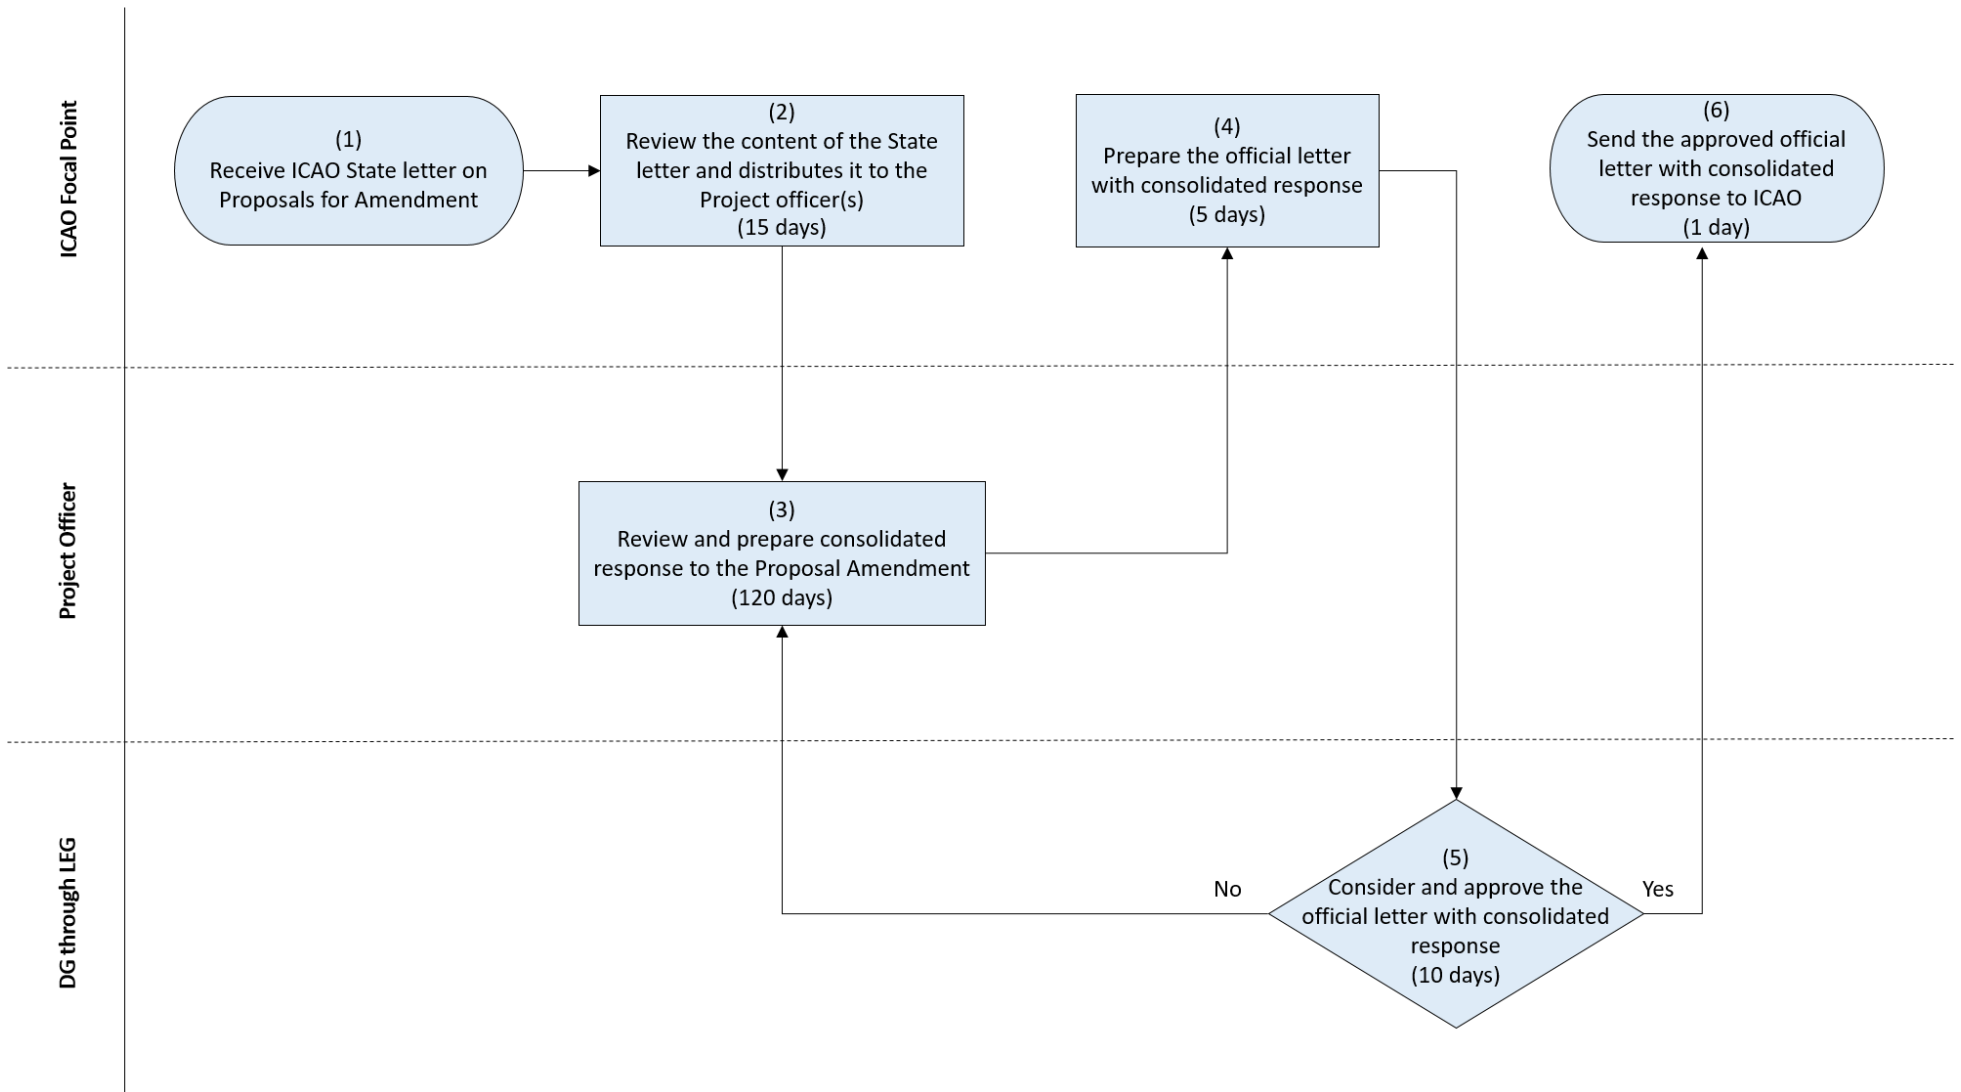 ICAO Focal Point
(1)
Receive ICAO State letter on
Proposals for Amendment
(2)
Review the content of the State
letter and distributes it to the
Project officer(s)
(15 days)
(4)
Prepare the official letter
with consolidated response
(5 days)
(6)
Send the approved official
letter with consolidated
response to ICAO
(1 day)
Project Officer
(3)
Review and prepare consolidated
response to the Proposal Amendment
(120 days)
DG through LEG
No
(5)
Consider and approve the
official letter with consolidated
response
(10 days)
Yes